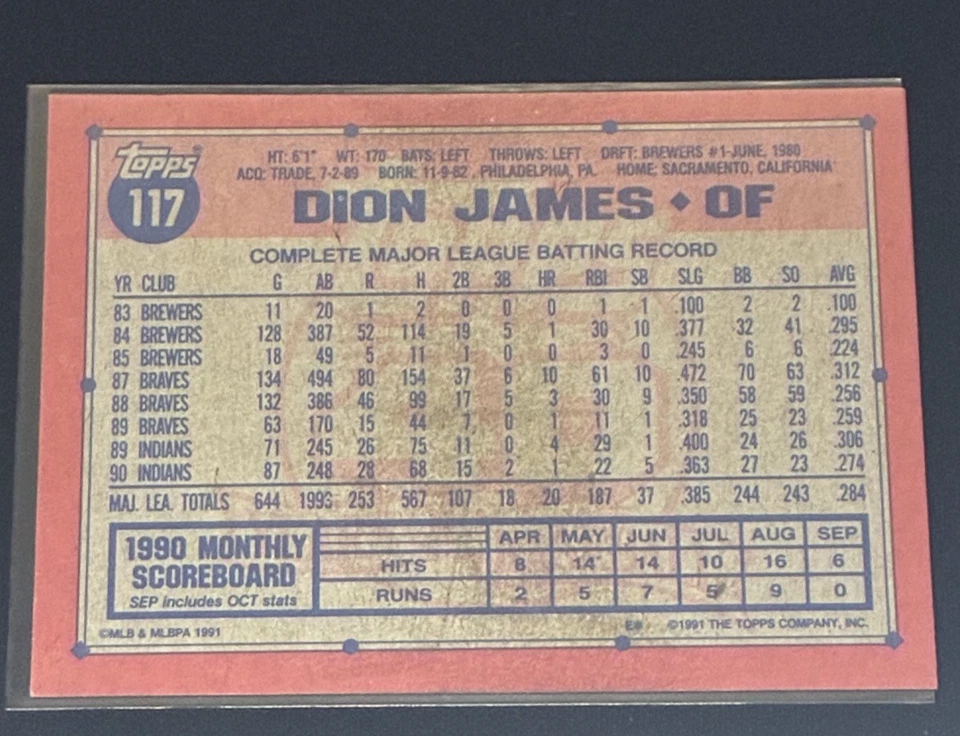 topps®
117
HT: 6'1" WT: 170 BATS: LEFT THROWS: LEFT DRFT: BREWERS #1-JUNE, 1980
ACQ: TRADE, 7-2-89 BORN: 11-9-62, PHILADELPHIA, PA. HOME: SACRAMENTO, CALIFORNIA
DION JAMES ◆ OF
COMPLETE MAJOR LEAGUE BATTING RECORD
YR CLUB G AB R H 2B 3B HR RBI SB SLG BB SO AVG
83 BREWERS 11 20 1 2 0 0 0 1 1 .100 2 2 .100
84 BREWERS 128 387 52 114 19 5 1 30 10 .377 32 41 .295
85 BREWERS 18 49 5 11 1 0 0 3 0 .245 6 6 .224
87 BRAVES 134 494 80 154 37 6 10 61 10 .472 70 63 .312
88 BRAVES 132 386 46 99 17 5 3 30 9 .350 58 59 .256
89 BRAVES 63 170 15 44 7 0 1 11 1 .318 25 23 .259
89 INDIANS 71 245 26 75 11 0 4 29 1 .400 24 26 .306
90 INDIANS 87 248 28 68 15 2 1 22 5 .363 27 23 .274
MAJ. LEA. TOTALS 644 1993 253 567 107 18 20 187 37 .385 244 243 .284
1990 MONTHLY
SCOREBOARD
SEP includes OCT stats
APR MAY JUN JUL AUG SEP
HITS 8 14 14 10 16 6
RUNS 2 5 7 5 9 0
©MLB & MLBPA 1991
E* ©1991 THE TOPPS COMPANY, INC.